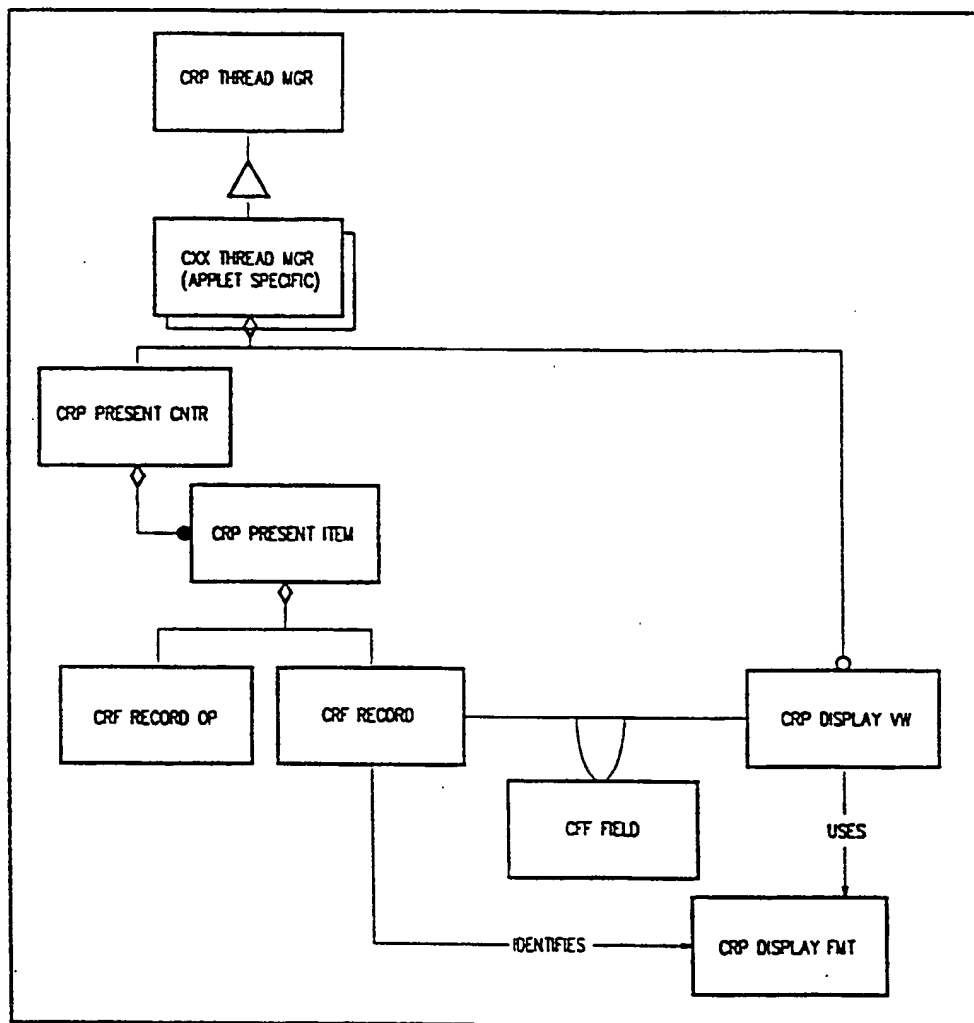 CRP THREAD MGR
CXX THREAD MGR
(APPLET SPECIFIC)
CRP PRESENT CNTR
CRP PRESENT ITEM
CRF RECORD OP
CRF RECORD
CRP DISPLAY VW
CFF FIELD
USES
IDENTIFIES
CRP DISPLAY FMT